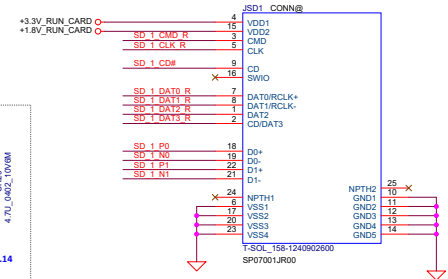 JSD1 CONN@
+3.3V_RUN_CARD 4 VDD1
+1.8V_RUN_CARD 15 VDD2
SD_1_CMD_R 3 CMD
SD_1_CLK_R 5 CLK
SD_1_CD# 9 CD
16 SWIO
SD_1_DAT0_R 7 DAT0/RCLK+
SD_1_DAT1_R 8 DAT1/RCLK-
SD_1_DAT2_R 1 DAT2
SD_1_DAT3_R 2 CD/DAT3
SD_1_P0 18 D0+
SD_1_N0 19 D0-
SD_1_P1 22 D1+
SD_1_N1 21 D1-
24 NPTH1 NPTH2 25
6 VSS1 GND1 10
17 VSS2 GND2 11
20 VSS3 GND3 12
23 VSS4 GND4 13
GND5 14
T-SOL_158-1240902600
SP07001JR00
4.7U_0402_10V6M
.14